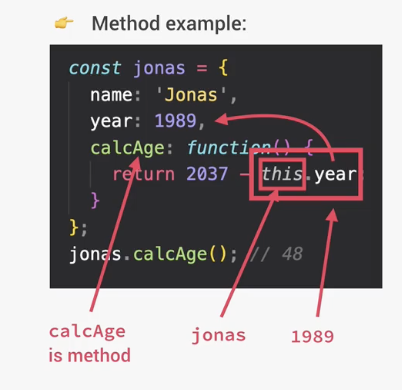 👉 Method example:
const jonas = {
name: 'Jonas',
year: 1989,
calcAge: function() {
return 2037 - this.year
}
};
jonas.calcAge(); // 48
calcAge
is method
jonas
1989